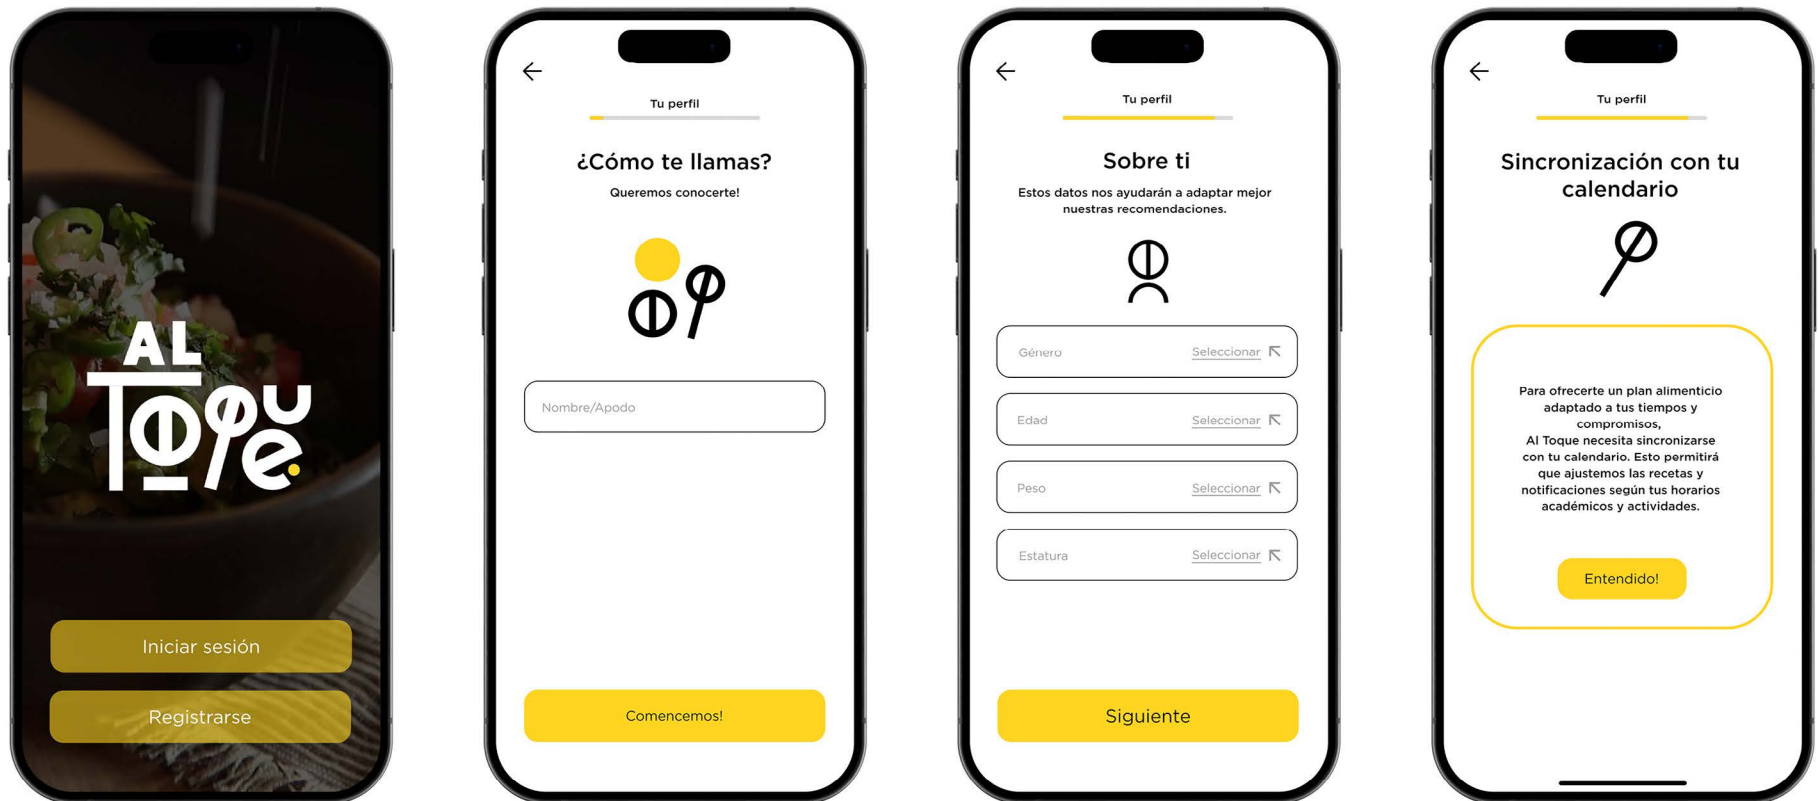 AL
TOQUE
Iniciar sesión
Registrarse
Tu perfil
¿Cómo te llamas?
Queremos conocerte!
Nombre/Apodo
Comencemos!
Tu perfil
Sobre ti
Estos datos nos ayudarán a adaptar mejor
nuestras recomendaciones.
Género
Seleccionar
Edad
Seleccionar
Peso
Seleccionar
Estatura
Seleccionar
Siguiente
Tu perfil
Sincronización con tu
calendario
Para ofrecerte un plan alimenticio
adaptado a tus tiempos y
compromisos,
Al Toque necesita sincronizarse
con tu calendario. Esto permitirá
que ajustemos las recetas y
notificaciones según tus horarios
académicos y actividades.
Entendido!